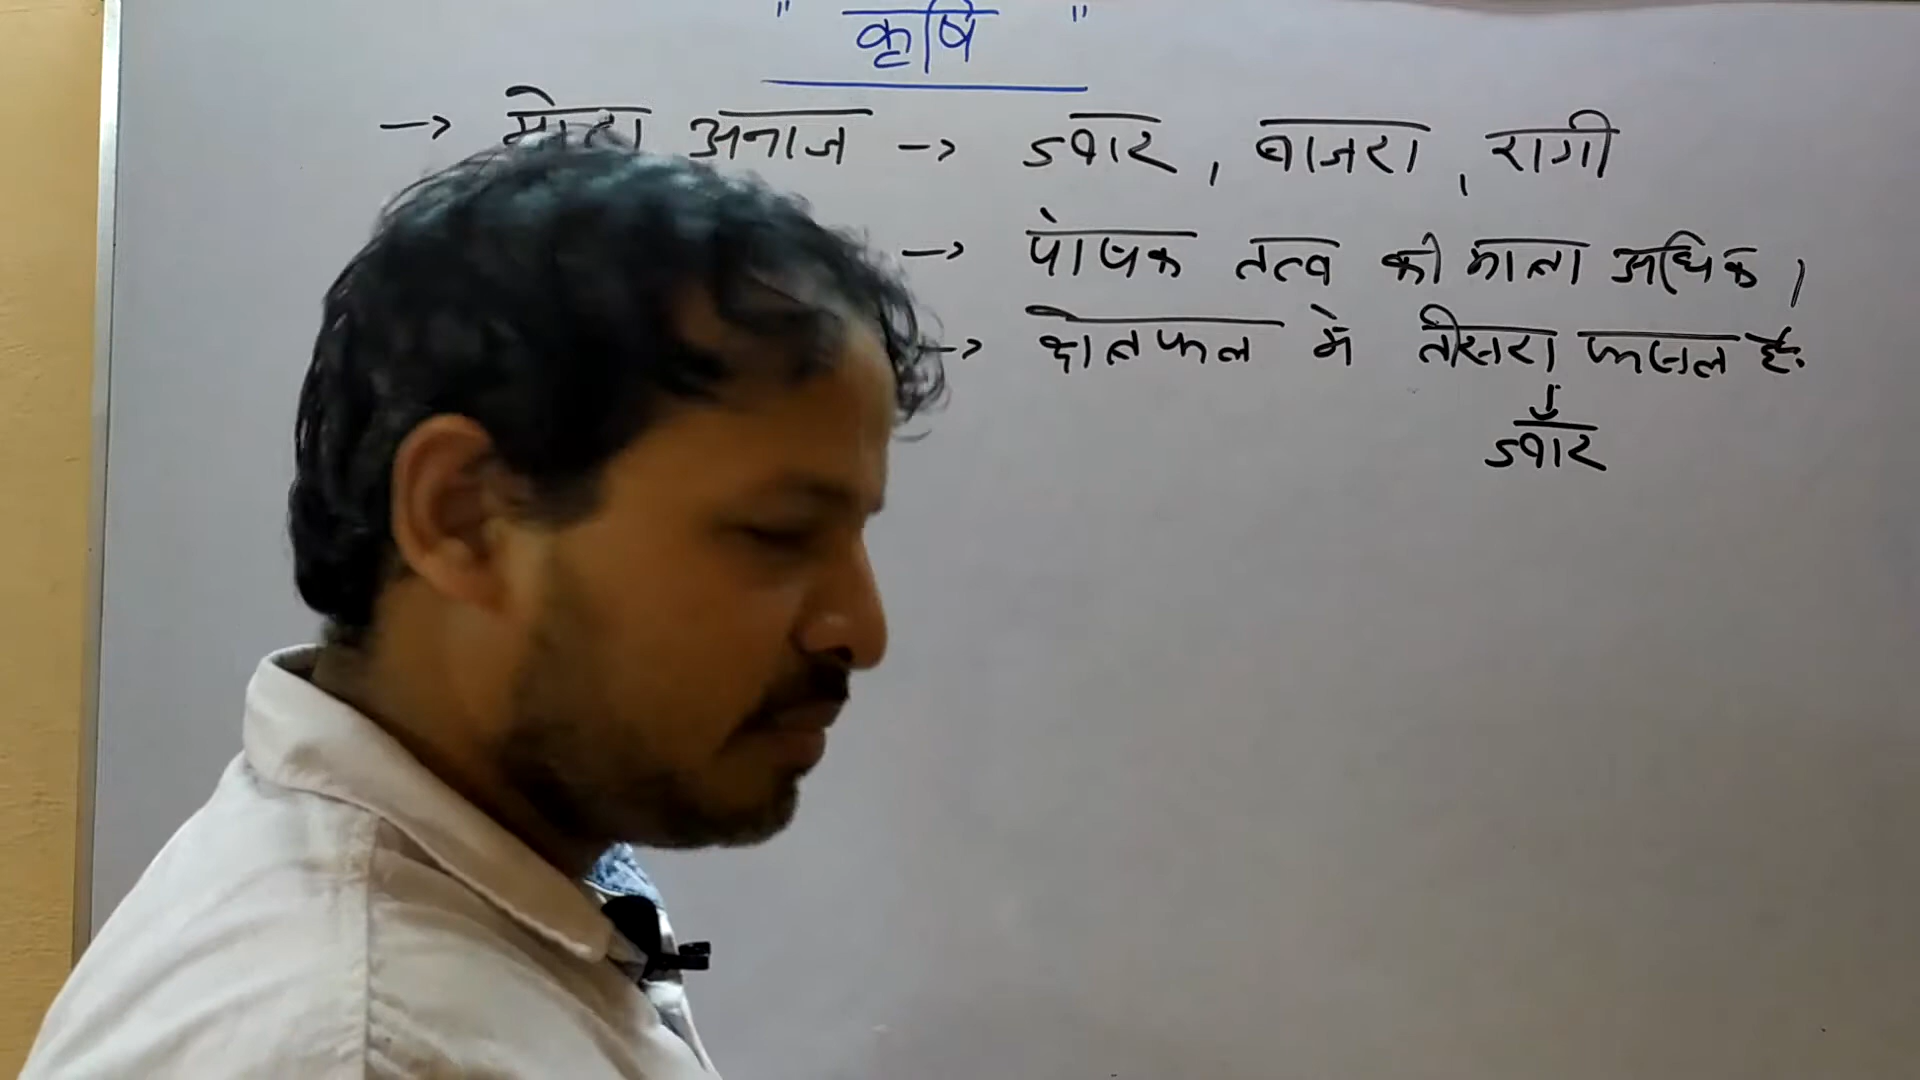 " कृषि "
→ मोटा अनाज → ज्वार, बाजरा, रागी
→ पोषक तत्व की मात्रा अधिक।
→ क्षेत्रफल में तीसरा फसल है.
↓
ज्वार